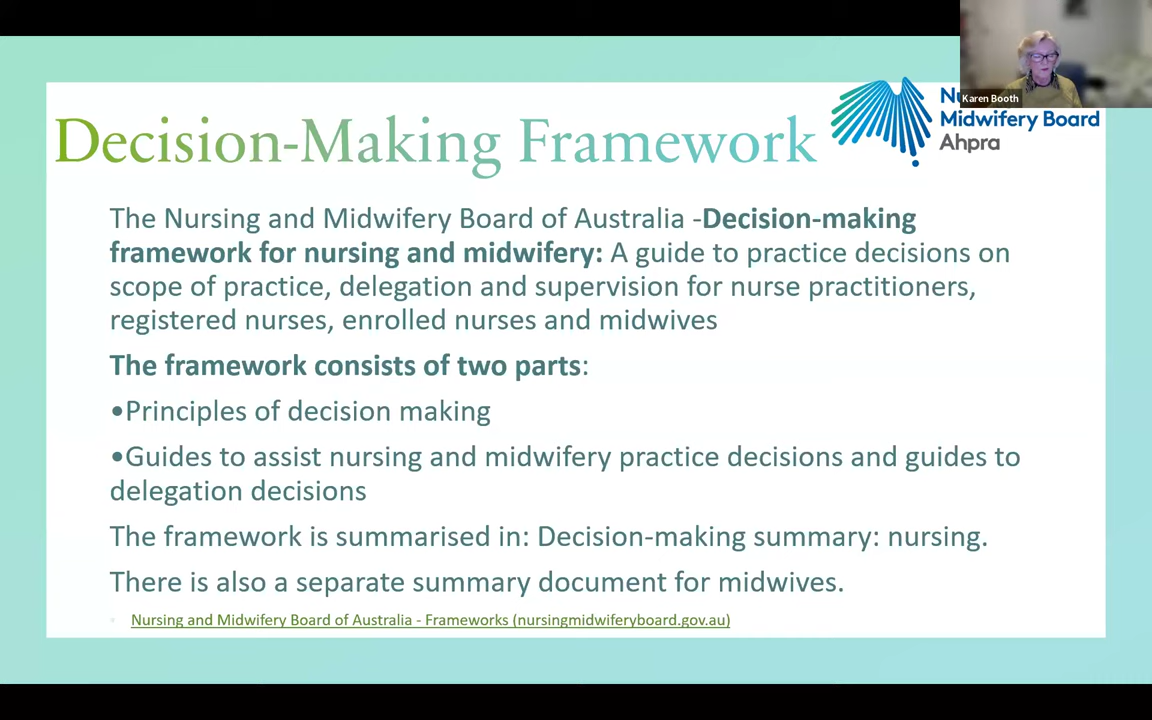 Karen Booth
Decision-Making Framework
Midwifery Board
Ahpra
The Nursing and Midwifery Board of Australia -Decision-making
framework for nursing and midwifery: A guide to practice decisions on
scope of practice, delegation and supervision for nurse practitioners,
registered nurses, enrolled nurses and midwives
The framework consists of two parts:
•Principles of decision making
•Guides to assist nursing and midwifery practice decisions and guides to
delegation decisions
The framework is summarised in: Decision-making summary: nursing.
There is also a separate summary document for midwives.
Nursing and Midwifery Board of Australia - Frameworks (nursingmidwiferyboard.gov.au)